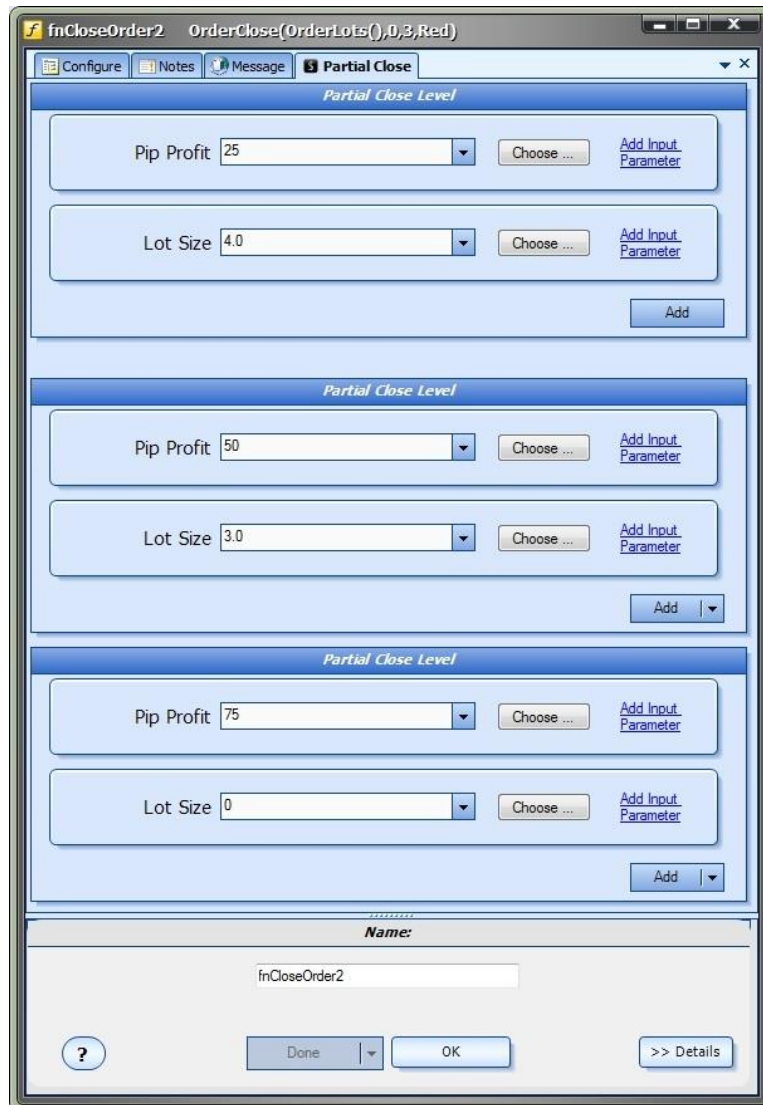 fnCloseOrder2 OrderClose(OrderLots(),0,3,Red)
Configure Notes Message Partial Close
Partial Close Level
Pip Profit 25 Choose ... Add Input
Parameter
Lot Size 4.0 Choose ... Add Input
Parameter
Add
Partial Close Level
Pip Profit 50 Choose ... Add Input
Parameter
Lot Size 3.0 Choose ... Add Input
Parameter
Add
Partial Close Level
Pip Profit 75 Choose ... Add Input
Parameter
Lot Size 0 Choose ... Add Input
Parameter
Add
Name:
fnCloseOrder2
? Done OK >> Details